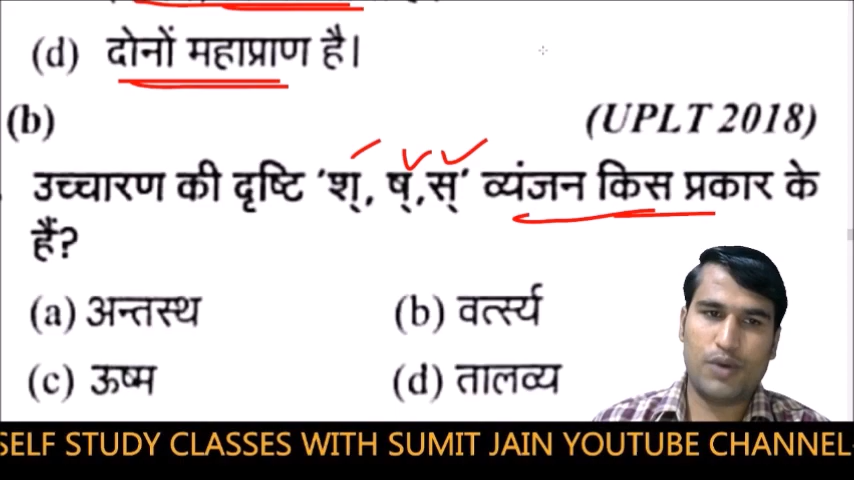 (d) दोनों महाप्राण है।
(b) (UPLT 2018)
उच्चारण की दृष्टि 'श्, ष्,स्' व्यंजन किस प्रकार के
हैं?
(a) अन्तस्थ (b) वर्त्स्य
(c) ऊष्म (d) तालव्य
SELF STUDY CLASSES WITH SUMIT JAIN YOUTUBE CHANNEL